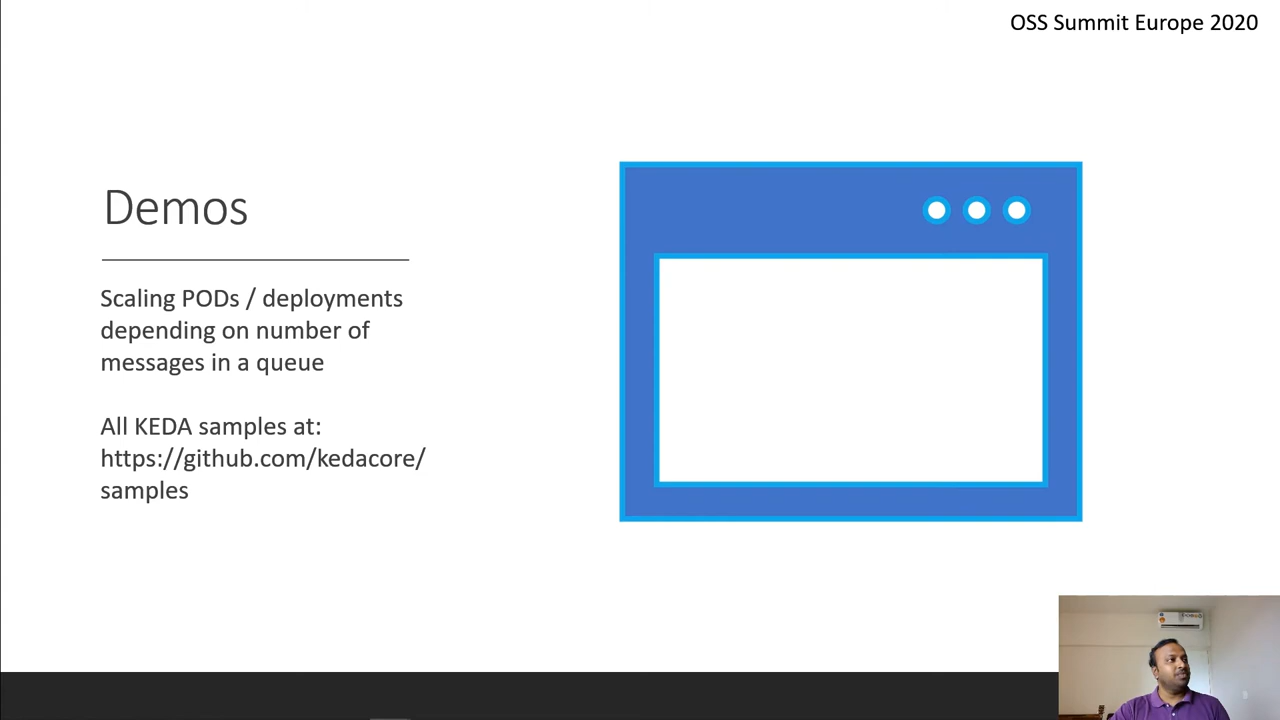 OSS Summit Europe 2020
Demos
Scaling PODs / deployments
depending on number of
messages in a queue
All KEDA samples at:
https://github.com/kedacore/
samples